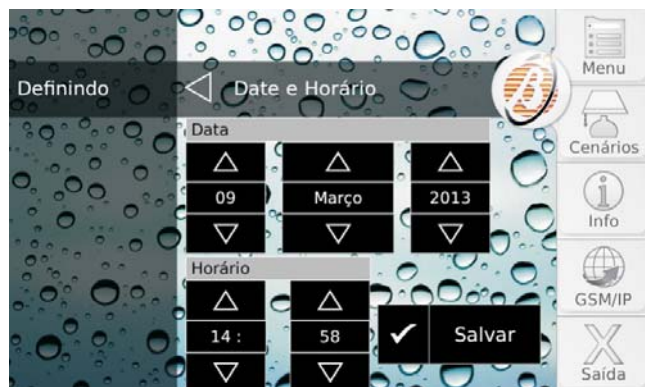 Definindo
Date e Horário
Data
09
Março
2013
Horário
14 :
58
Salvar
Menu
Cenários
Info
GSM/IP
Saída